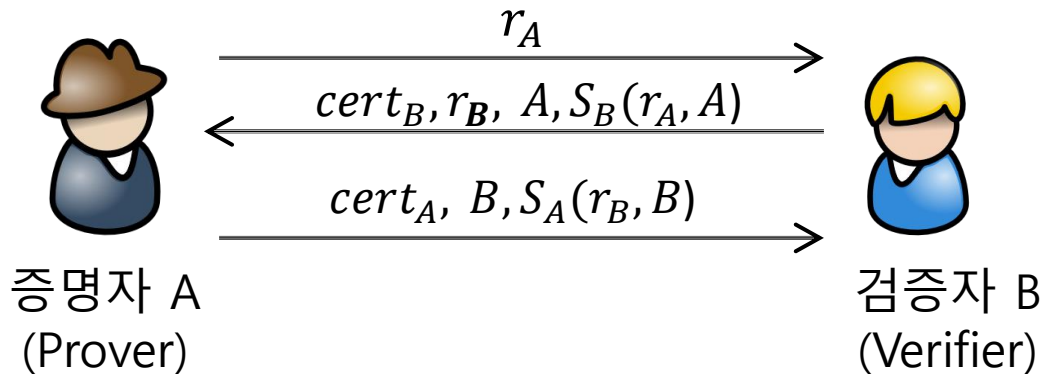 r_A
cert_B, r_B, A, S_B(r_A, A)
cert_A, B, S_A(r_B, B)
증명자 A
(Prover)
검증자 B
(Verifier)